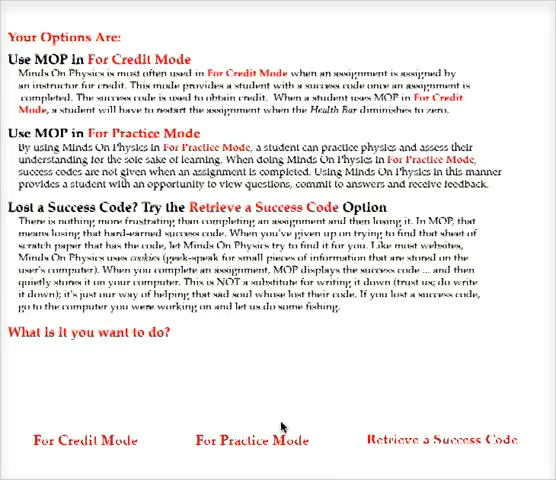 Your Options Are:
Use MOP in For Credit Mode
Minds On Physics is most often used in For Credit Mode when an assignment is assigned by
an instructor for credit. This mode provides a student with a success code once an assignment is
completed. The success code is used to obtain credit. When a student uses MOP in For Credit
Mode, a student will have to restart the assignment when the Health Bar diminishes to zero.
Use MOP in For Practice Mode
By using Minds On Physics in For Practice Mode, a student can practice physics and assess their
understanding for the sole sake of learning. When doing Minds On Physics in For Practice Mode,
success codes are not given when an assignment is completed. Using Minds On Physics in this manner
provides a student with an opportunity to view questions, commit to answers and receive feedback.
Lost a Success Code? Try the Retrieve a Success Code Option
There is nothing more frustrating than completing an assignment and then losing it. In MOP, that
means losing that hard-earned success code. When you've given up on trying to find that sheet of
scratch paper that has the code, let Minds On Physics try to find it for you. Like most websites,
Minds On Physics uses cookies (geek-speak for small pieces of information that are stored on the
user's computer). When you complete an assignment, MOP displays the success code ... and then
quietly stores it on your computer. This is NOT a substitute for writing it down (trust us; do write
it down); it's just our way of helping that sad soul whose lost their code. If you lost a success code,
go to the computer you were working on and let us do some fishing.
What is it you want to do?
For Credit Mode For Practice Mode Retrieve a Success Code